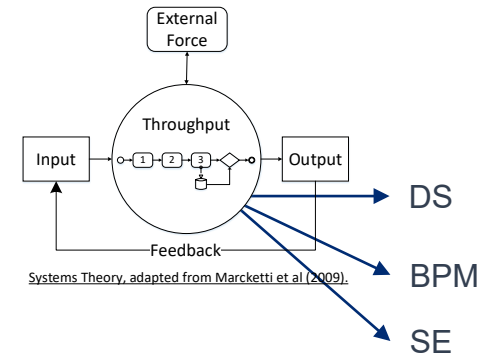 External
Force
Throughput
Input
1 2 3
Output
DS
Feedback
Systems Theory, adapted from Marcketti et al (2009).
BPM
SE